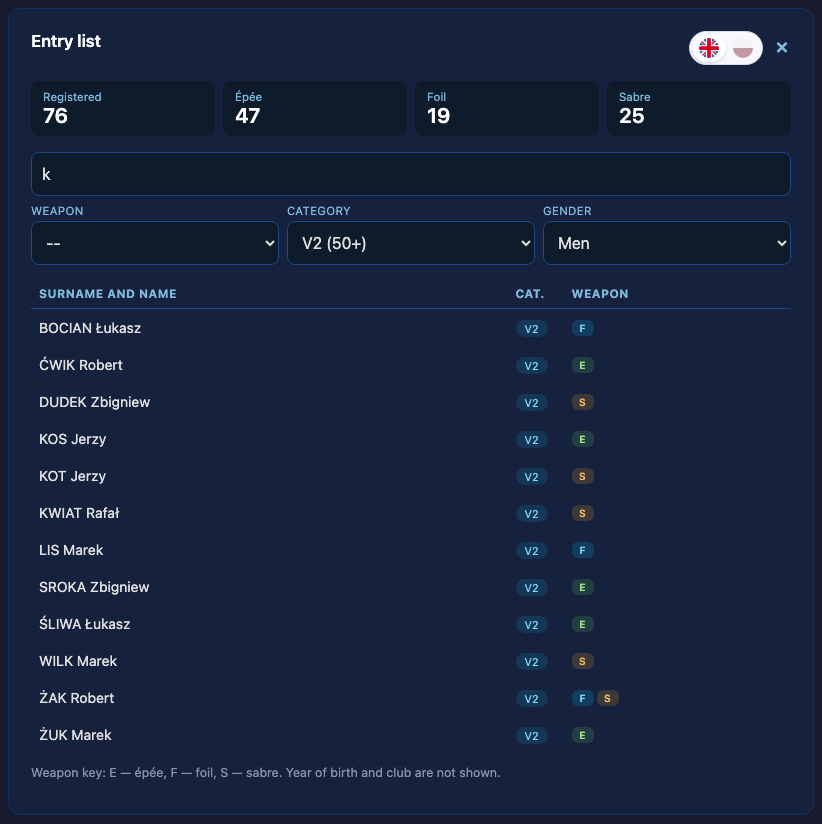 Entry list
Registered Épée Foil Sabre
76 47 19 25
k
WEAPON CATEGORY GENDER
-- V2 (50+) Men
SURNAME AND NAME CAT. WEAPON
BOCIAN Łukasz V2 F
ĆWIK Robert V2 E
DUDEK Zbigniew V2 S
KOS Jerzy V2 E
KOT Jerzy V2 S
KWIAT Rafał V2 S
LIS Marek V2 F
SROKA Zbigniew V2 E
ŚLIWA Łukasz V2 E
WILK Marek V2 S
ŻAK Robert V2 F S
ŻUK Marek V2 E
Weapon key: E — épée, F — foil, S — sabre. Year of birth and club are not shown.